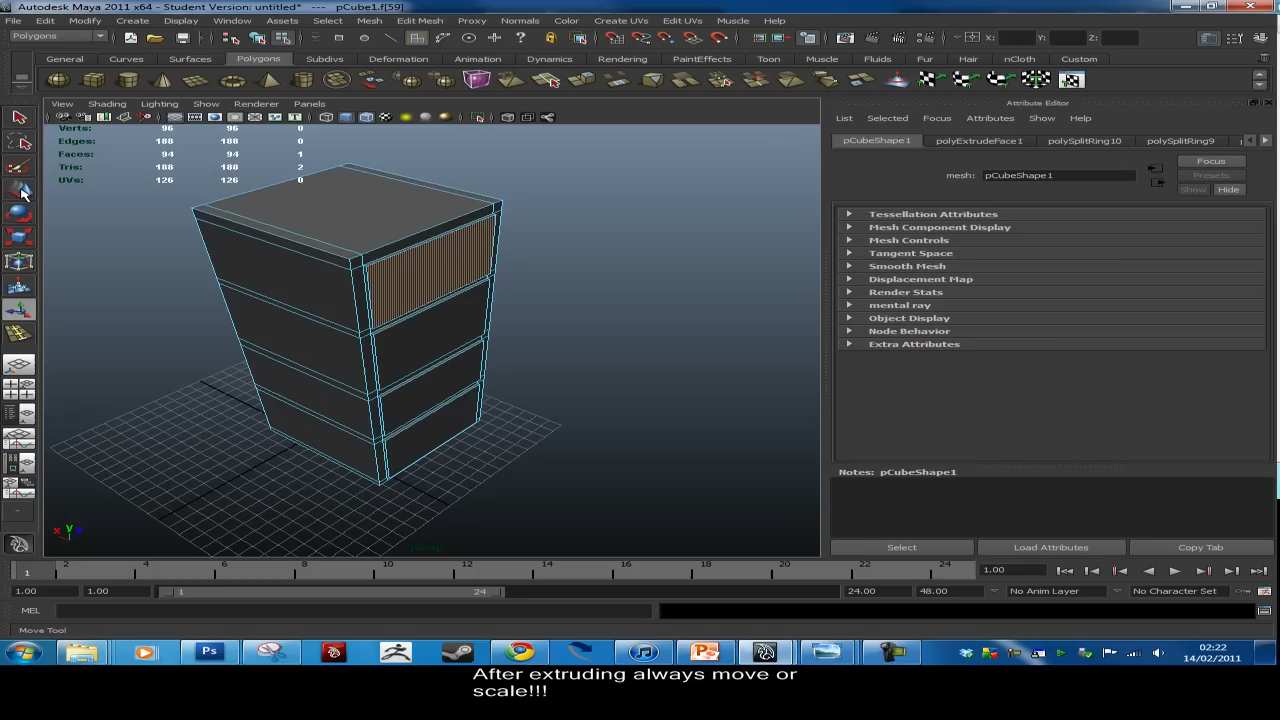 Autodesk Maya 2011 x64 - Student Version: untitled* --- pCube1.f[59]
File Edit Modify Create Display Window Assets Select Mesh Edit Mesh Proxy Normals Color Create UVs Edit UVs Muscle Help
Polygons X: Y: Z:
General Curves Surfaces Polygons Subdivs Deformation Animation Dynamics Rendering PaintEffects Toon Muscle Fluids Fur Hair nCloth Custom
View Shading Lighting Show Renderer Panels
Verts: 96 96 0
Edges: 188 188 0
Faces: 94 94 1
Tris: 188 188 2
UVs: 126 126 0
persp
Attribute Editor
List Selected Focus Attributes Show Help
pCubeShape1 polyExtrudeFace1 polySplitRing10 polySplitRing9
mesh: pCubeShape1
Focus
Presets
Show Hide
Tessellation Attributes
Mesh Component Display
Mesh Controls
Tangent Space
Smooth Mesh
Displacement Map
Render Stats
mental ray
Object Display
Node Behavior
Extra Attributes
Notes: pCubeShape1
Select Load Attributes Copy Tab
1 2 4 6 8 10 12 14 16 18 20 22 24 1.00
1.00 1.00 1 24 24.00 48.00 No Anim Layer No Character Set
MEL
Move Tool
Ps 02:22
14/02/2011
After extruding always move or
scale!!!